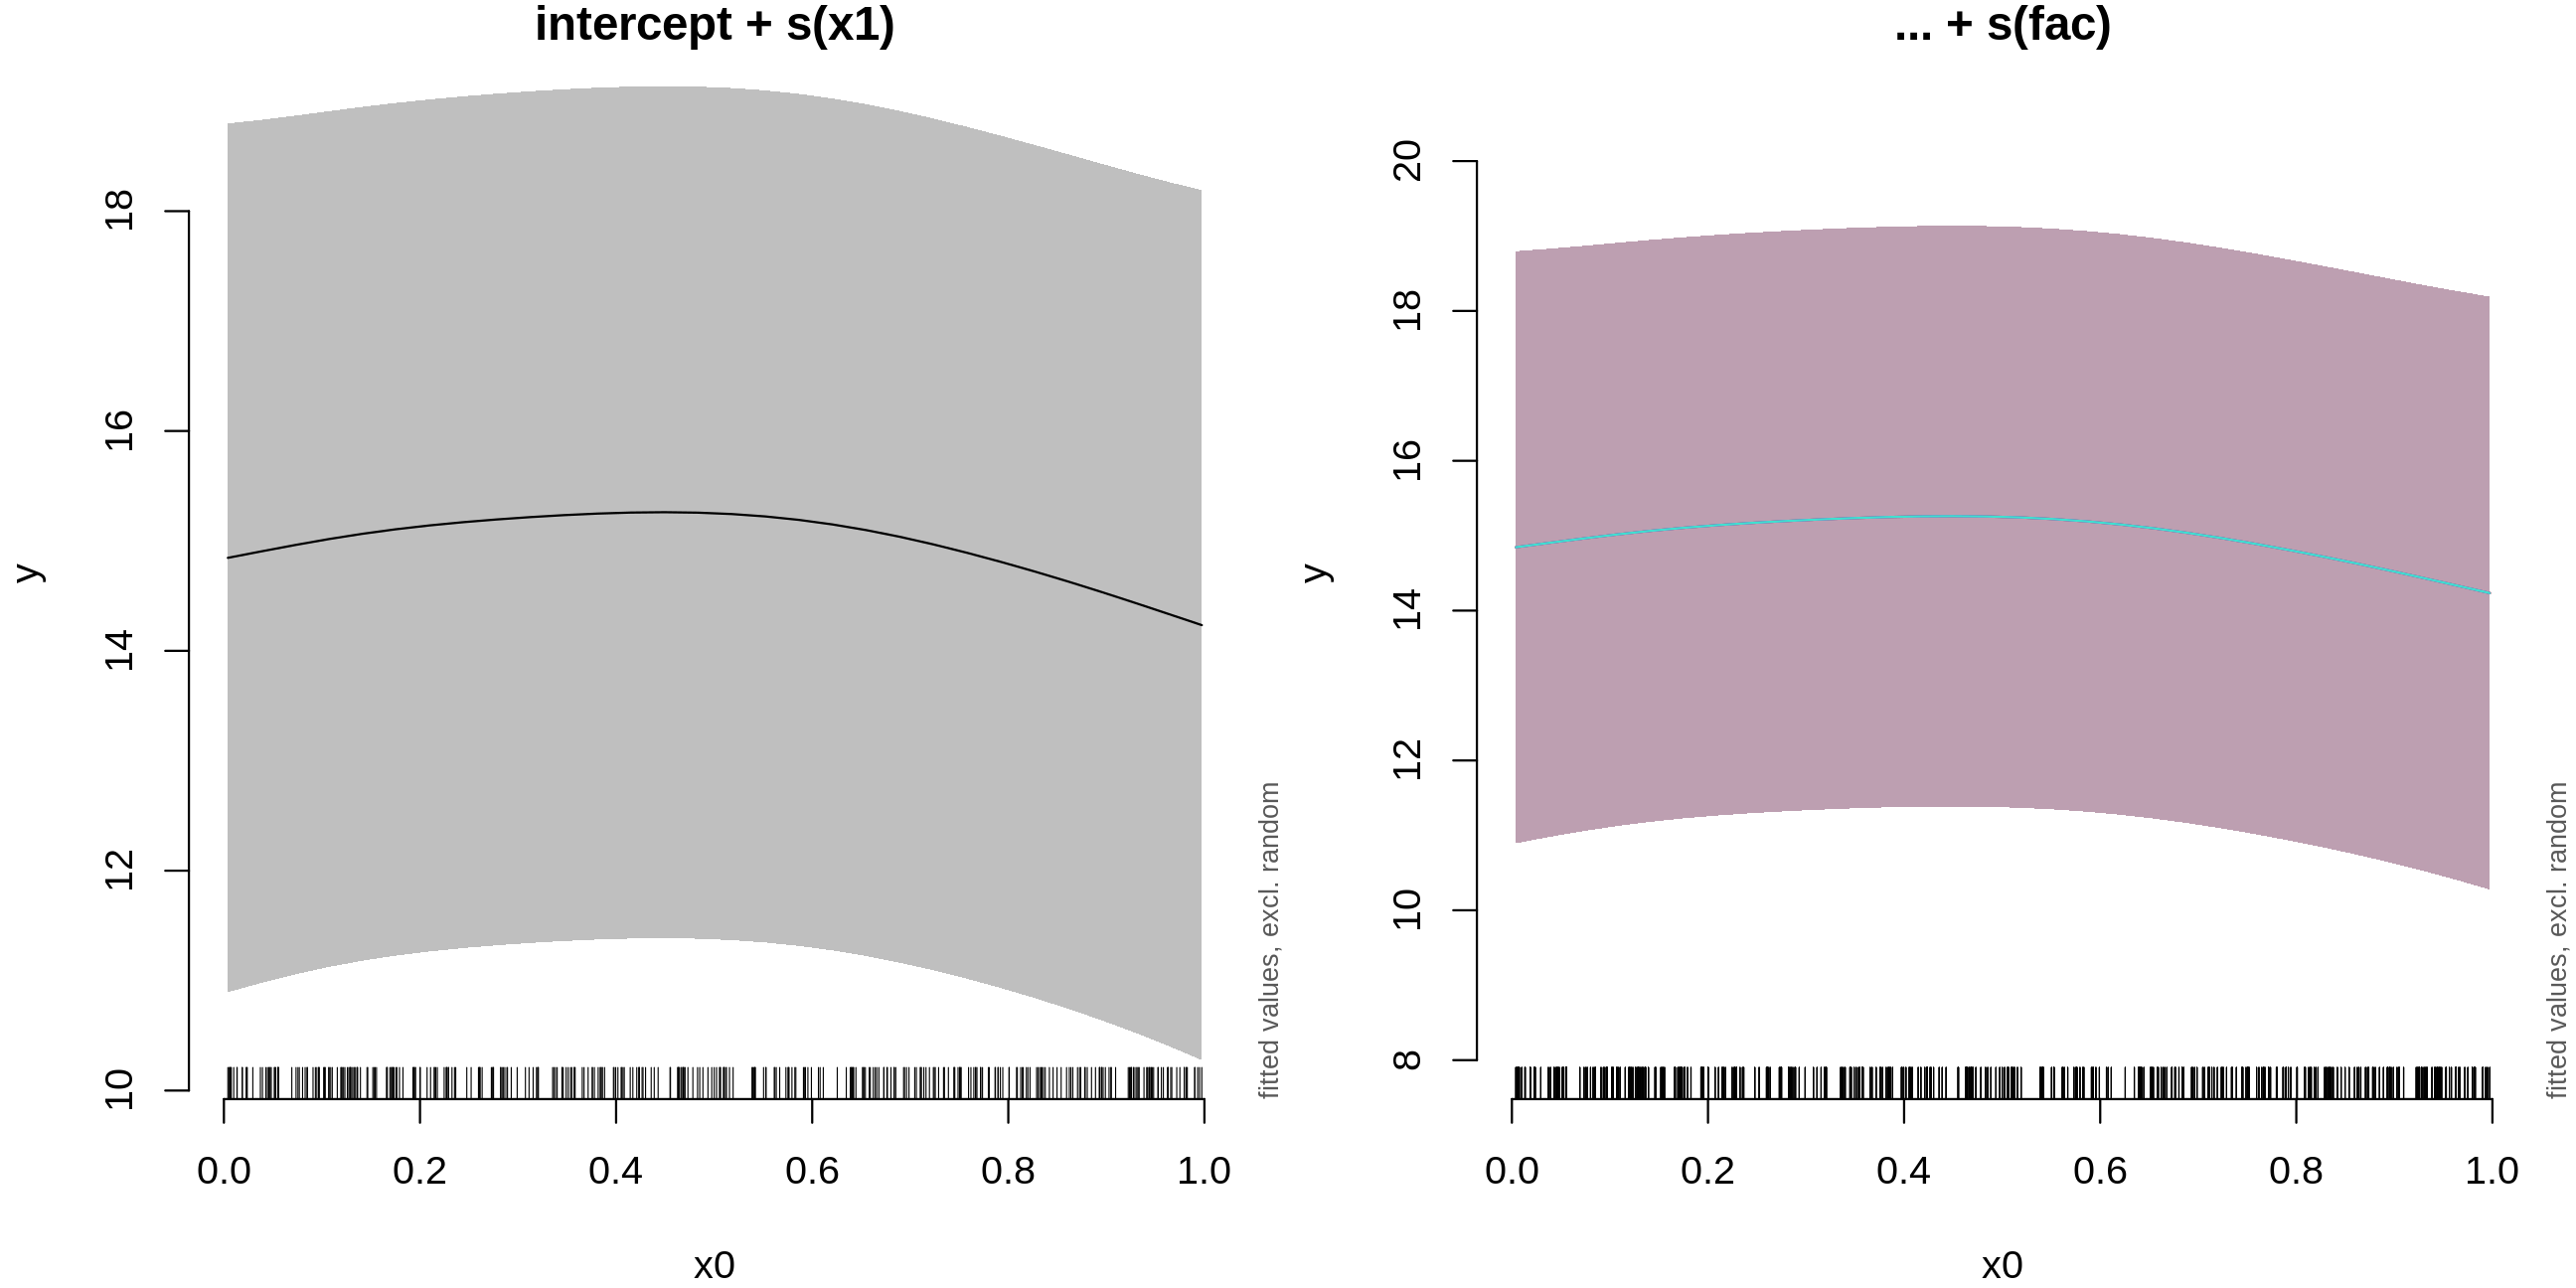 intercept + s(x1)
y
18
16
14
12
10
0.0 0.2 0.4 0.6 0.8 1.0
x0
fitted values, excl. random
... + s(fac)
y
20
18
16
14
12
10
8
0.0 0.2 0.4 0.6 0.8 1.0
x0
fitted values, excl. random